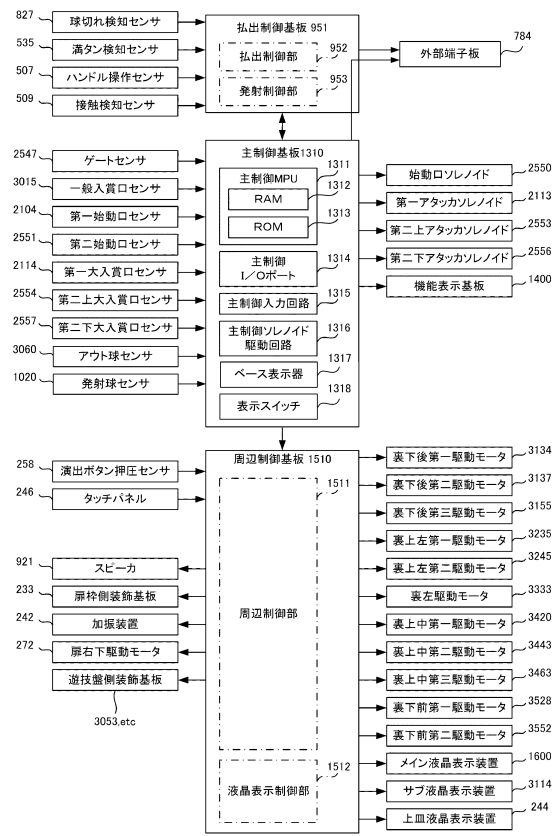 827 球切れ検知センサ
535 満タン検知センサ
507 ハンドル操作センサ
509 接触検知センサ
払出制御基板 951
払出制御部 952
発射制御部 953
外部端子板 784
2547 ゲートセンサ
3015 一般入賞口センサ
2104 第一始動口センサ
2551 第二始動口センサ
2114 第一大入賞口センサ
2554 第二上大入賞口センサ
2557 第二下大入賞口センサ
3060 アウト球センサ
1020 発射球センサ
主制御基板1310
主制御MPU 1311
RAM 1312
ROM 1313
主制御
I/Oポート 1314
主制御入力回路 1315
主制御ソレノイド
駆動回路 1316
ベース表示器 1317
表示スイッチ 1318
始動口ソレノイド 2550
第一アタッカソレノイド 2113
第二上アタッカソレノイド 2553
第二下アタッカソレノイド 2556
機能表示基板 1400
258 演出ボタン押圧センサ
246 タッチパネル
921 スピーカ
233 扉枠側装飾基板
242 加振装置
272 扉右下駆動モータ
遊技盤側装飾基板
3053,etc
周辺制御基板 1510
1511
周辺制御部
1512
液晶表示制御部
裏下後第一駆動モータ 3134
裏下後第二駆動モータ 3137
裏下後第三駆動モータ 3155
裏上左第一駆動モータ 3235
裏上左第二駆動モータ 3245
裏左駆動モータ 3333
裏上中第一駆動モータ 3420
裏上中第二駆動モータ 3443
裏上中第三駆動モータ 3463
裏下前第一駆動モータ 3528
裏下前第二駆動モータ 3552
メイン液晶表示装置 1600
サブ液晶表示装置 3114
上皿液晶表示装置 244